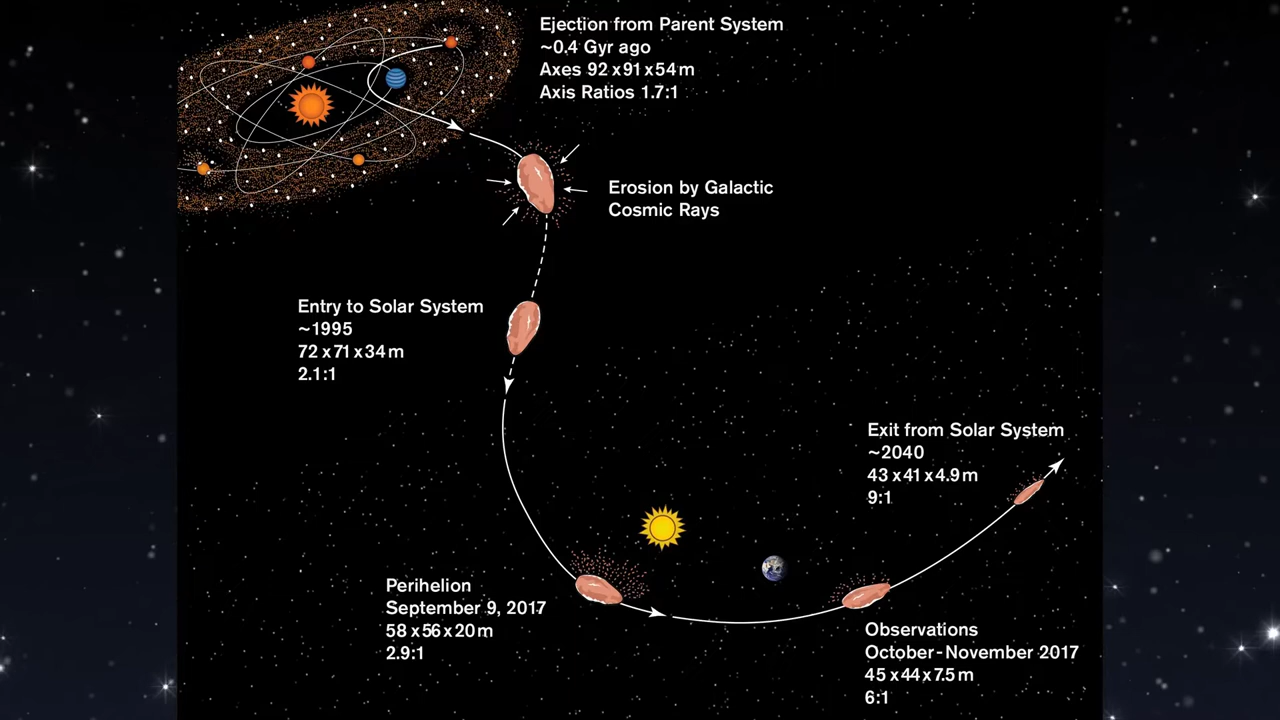 Ejection from Parent System
~0.4 Gyr ago
Axes 92 x 91 x 54 m
Axis Ratios 1.7:1
Erosion by Galactic
Cosmic Rays
Entry to Solar System
~1995
72 x 71 x 34 m
2.1:1
Exit from Solar System
~2040
43 x 41 x 4.9 m
9:1
Perihelion
September 9, 2017
58 x 56 x 20 m
2.9:1
Observations
October-November 2017
45 x 44 x 7.5 m
6:1